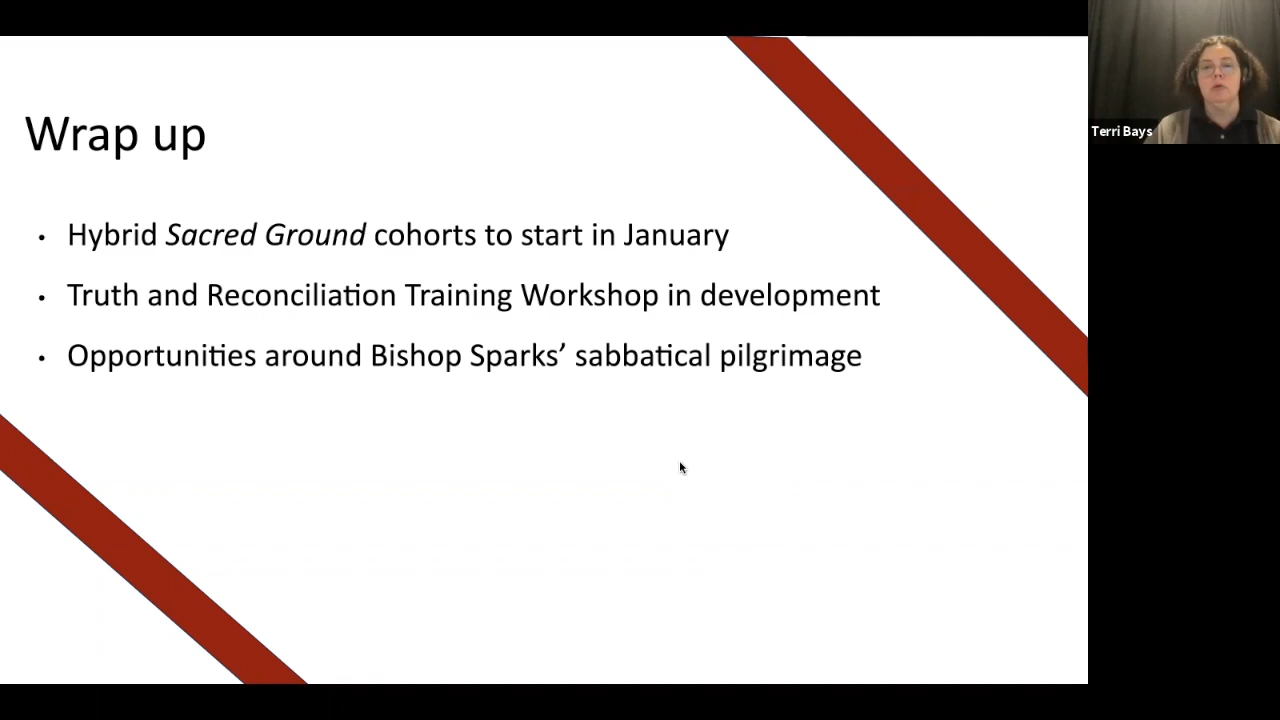 Wrap up
• Hybrid Sacred Ground cohorts to start in January
• Truth and Reconciliation Training Workshop in development
• Opportunities around Bishop Sparks’ sabbatical pilgrimage
Terri Bays